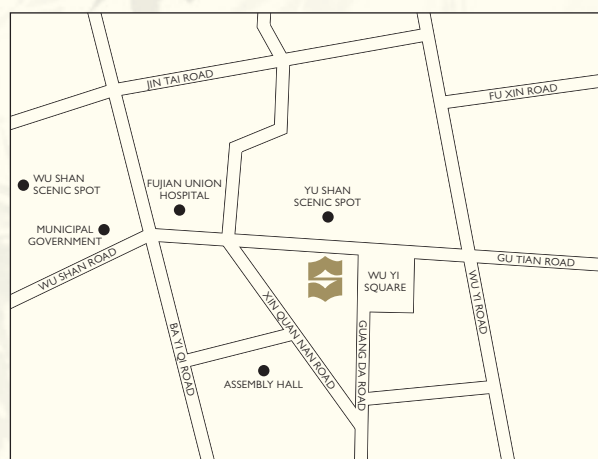 JIN TAI ROAD
FU XIN ROAD
WU SHAN
SCENIC SPOT
FUJIAN UNION
HOSPITAL
YU SHAN
SCENIC SPOT
MUNICIPAL
GOVERNMENT
WU SHAN ROAD
GU TIAN ROAD
WU YI
SQUARE
WU YI ROAD
XIN QUAN NAN ROAD
BA YI QI ROAD
GUANG DA ROAD
ASSEMBLY HALL